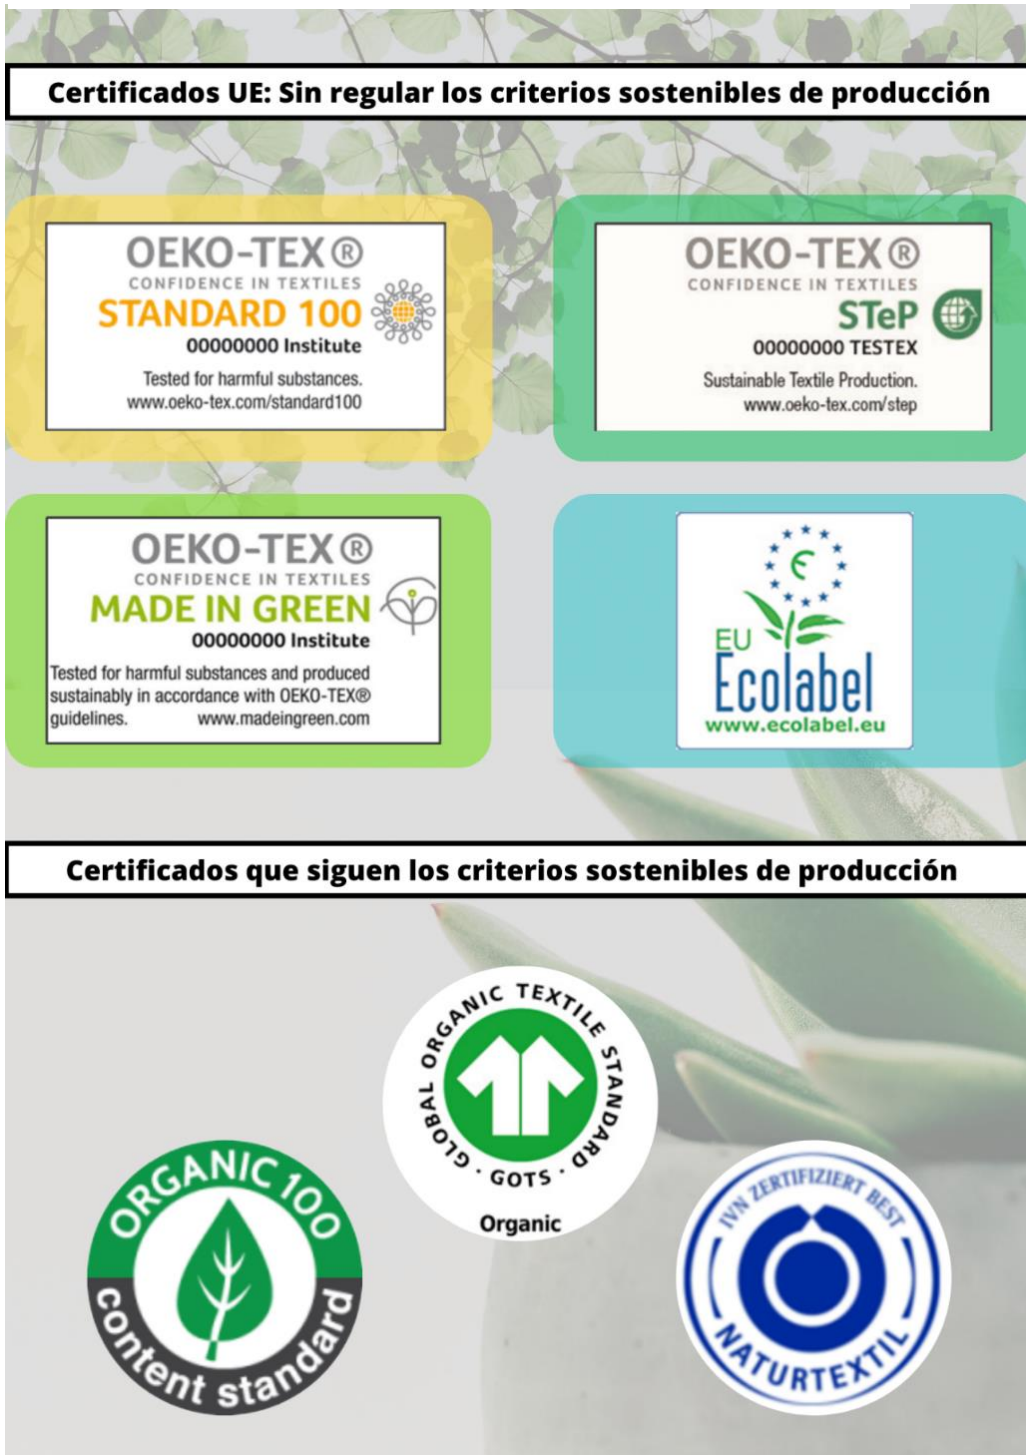 Certificados UE: Sin regular los criterios sostenibles de producción
OEKO-TEX®
CONFIDENCE IN TEXTILES
STANDARD 100
00000000 Institute
Tested for harmful substances.
www.oeko-tex.com/standard100
OEKO-TEX®
CONFIDENCE IN TEXTILES
STeP
00000000 TESTEX
Sustainable Textile Production.
www.oeko-tex.com/step
OEKO-TEX®
CONFIDENCE IN TEXTILES
MADE IN GREEN
00000000 Institute
Tested for harmful substances and produced
sustainably in accordance with OEKO-TEX®
guidelines. www.madeingreen.com
EU
Ecolabel
www.ecolabel.eu
Certificados que siguen los criterios sostenibles de producción
GLOBAL ORGANIC TEXTILE STANDARD
· GOTS ·
Organic
ORGANIC 100
content standard
IVN ZERTIFIZIERT BEST
NATURTEXTIL